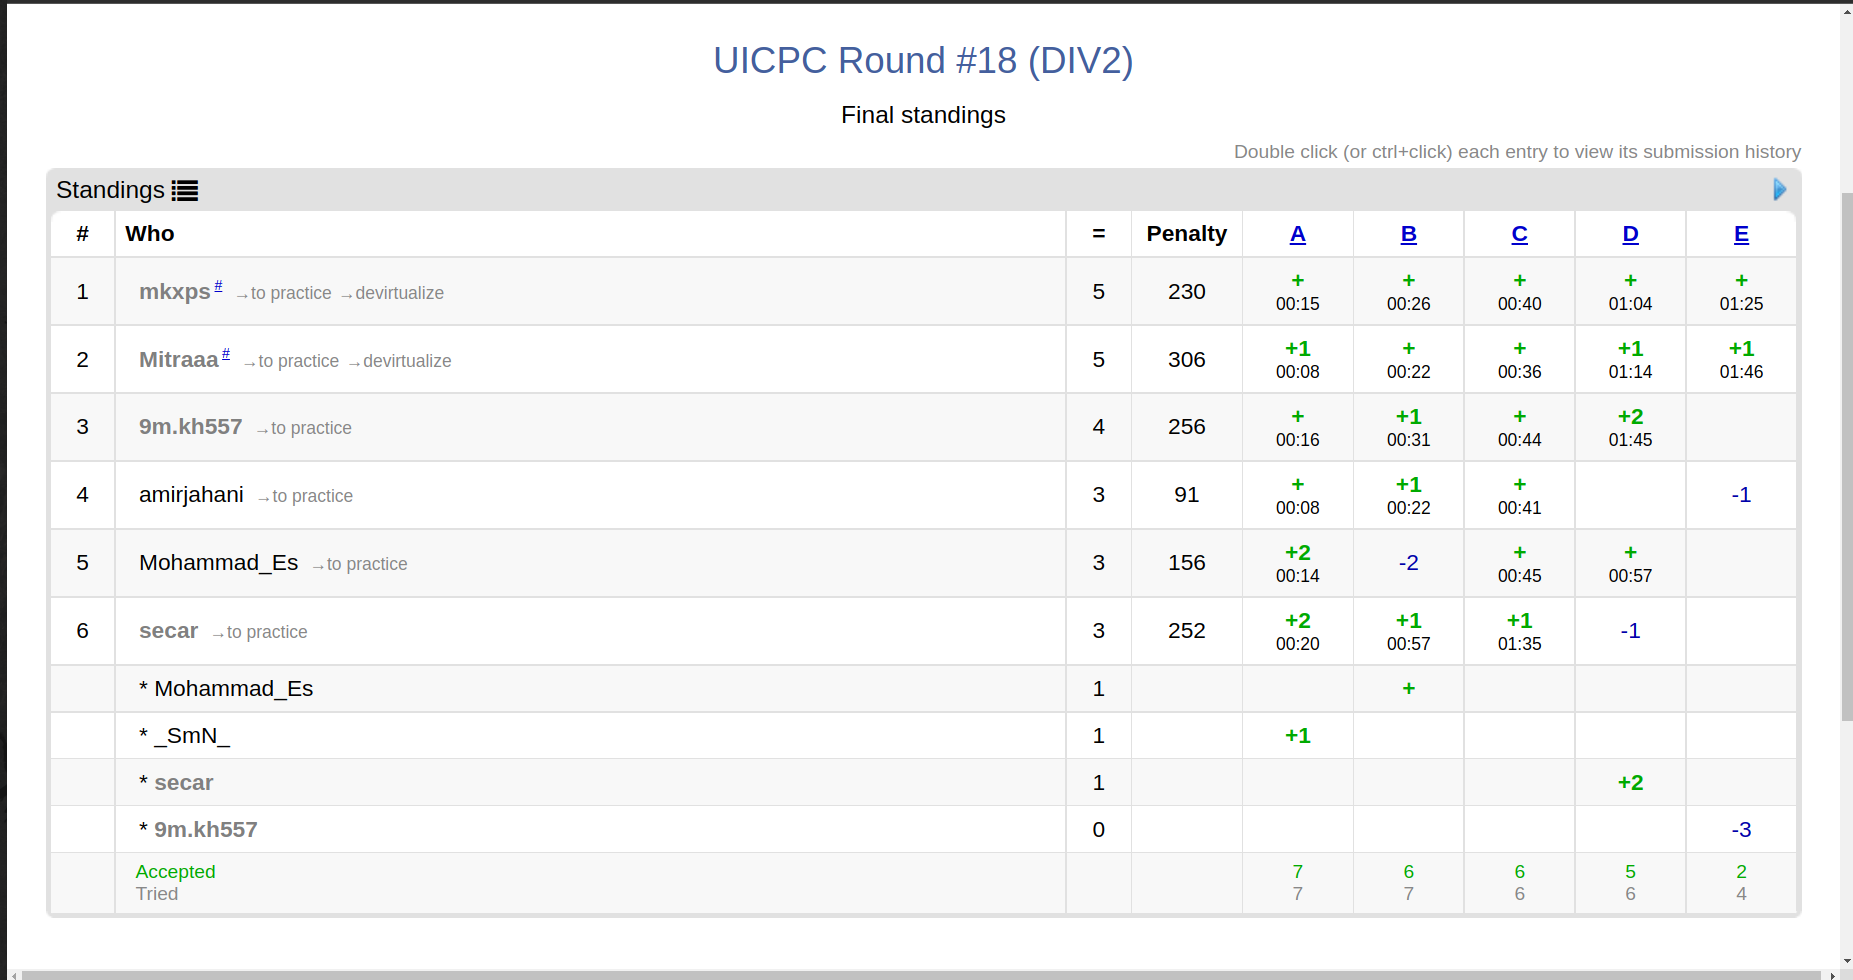 UICPC Round #18 (DIV2)
Final standings
Double click (or ctrl+click) each entry to view its submission history
Standings
# Who = Penalty A B C D E
1 mkxps # →to practice →devirtualize 5 230 + 00:15 + 00:26 + 00:40 + 01:04 + 01:25
2 Mitraaa # →to practice →devirtualize 5 306 +1 00:08 + 00:22 + 00:36 +1 01:14 +1 01:46
3 9m.kh557 →to practice 4 256 + 00:16 +1 00:31 + 00:44 +2 01:45
4 amirjahani →to practice 3 91 + 00:08 +1 00:22 + 00:41 -1
5 Mohammad_Es →to practice 3 156 +2 00:14 -2 + 00:45 + 00:57
6 secar →to practice 3 252 +2 00:20 +1 00:57 +1 01:35 -1
* Mohammad_Es 1 +
* _SmN_ 1 +1
* secar 1 +2
* 9m.kh557 0 -3
Accepted 7 6 6 5 2
Tried 7 7 6 6 4